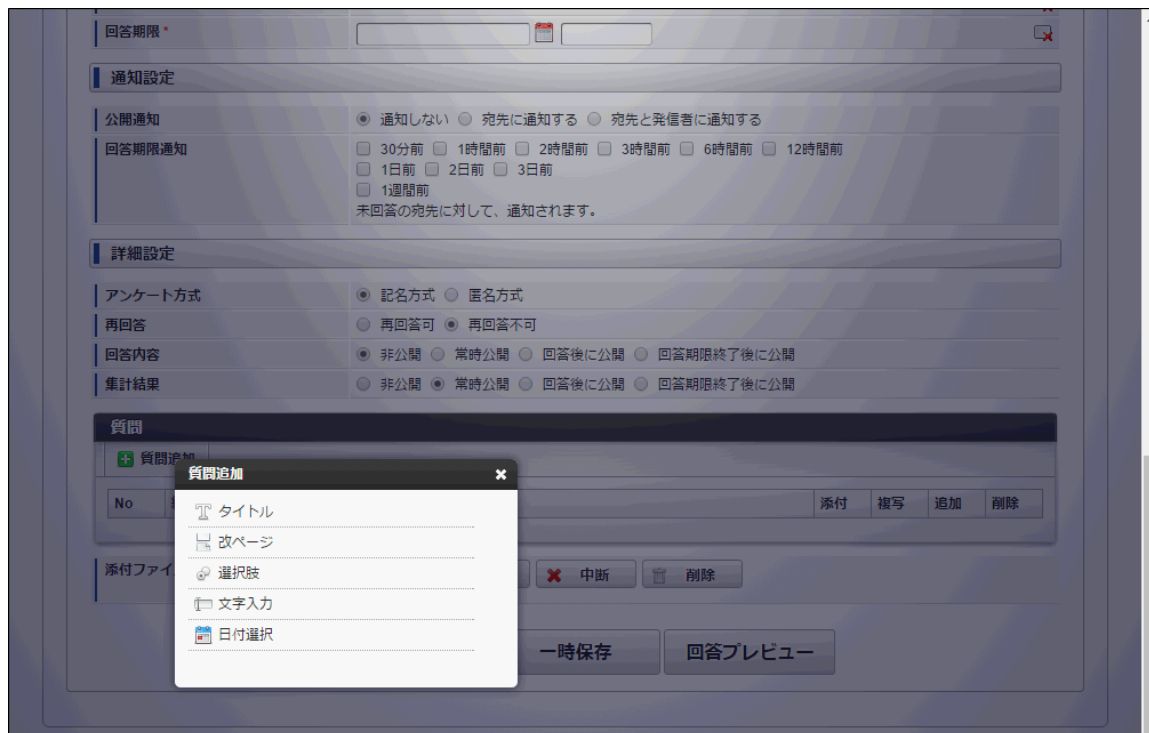 回答期限*
通知設定
公開通知 通知しない 宛先に通知する 宛先と発信者に通知する
回答期限通知 30分前 1時間前 2時間前 3時間前 6時間前 12時間前
1日前 2日前 3日前
1週間前
未回答の宛先に対して、通知されます。
詳細設定
アンケート方式 記名方式 匿名方式
再回答 再回答可 再回答不可
回答内容 非公開 常時公開 回答後に公開 回答期限終了後に公開
集計結果 非公開 常時公開 回答後に公開 回答期限終了後に公開
質問
質問追加
No 添付 複写 追加 削除
質問追加
タイトル
改ページ
選択肢
文字入力
日付選択
添付ファイ 中断 削除
一時保存 回答プレビュー